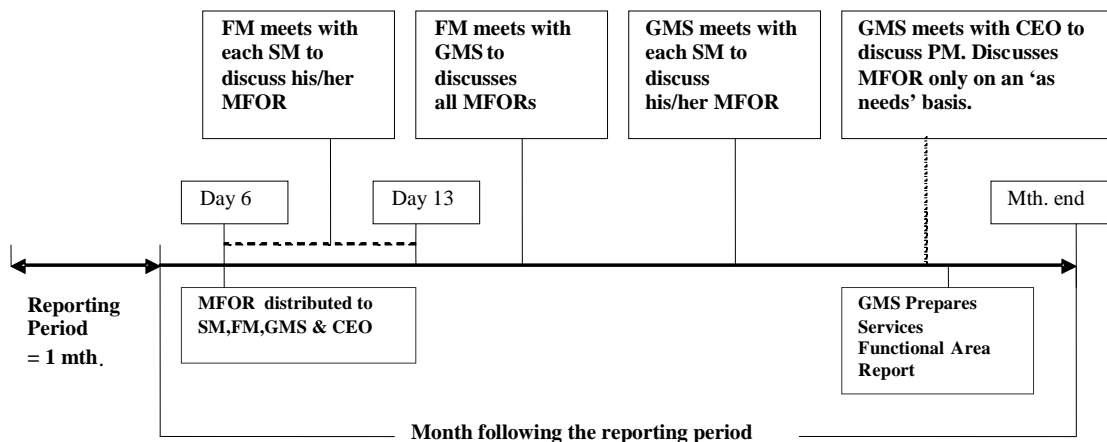 FM meets with
each SM to
discuss his/her
MFOR
FM meets with
GMS to
discusses
all MFORs
GMS meets with
each SM to
discuss
his/her MFOR
GMS meets with CEO to
discuss PM. Discusses
MFOR only on an ‘as
needs’ basis.
Day 6
Day 13
Mth. end
Reporting
Period
= 1 mth.
MFOR distributed to
SM,FM,GMS & CEO
GMS Prepares
Services
Functional Area
Report
Month following the reporting period